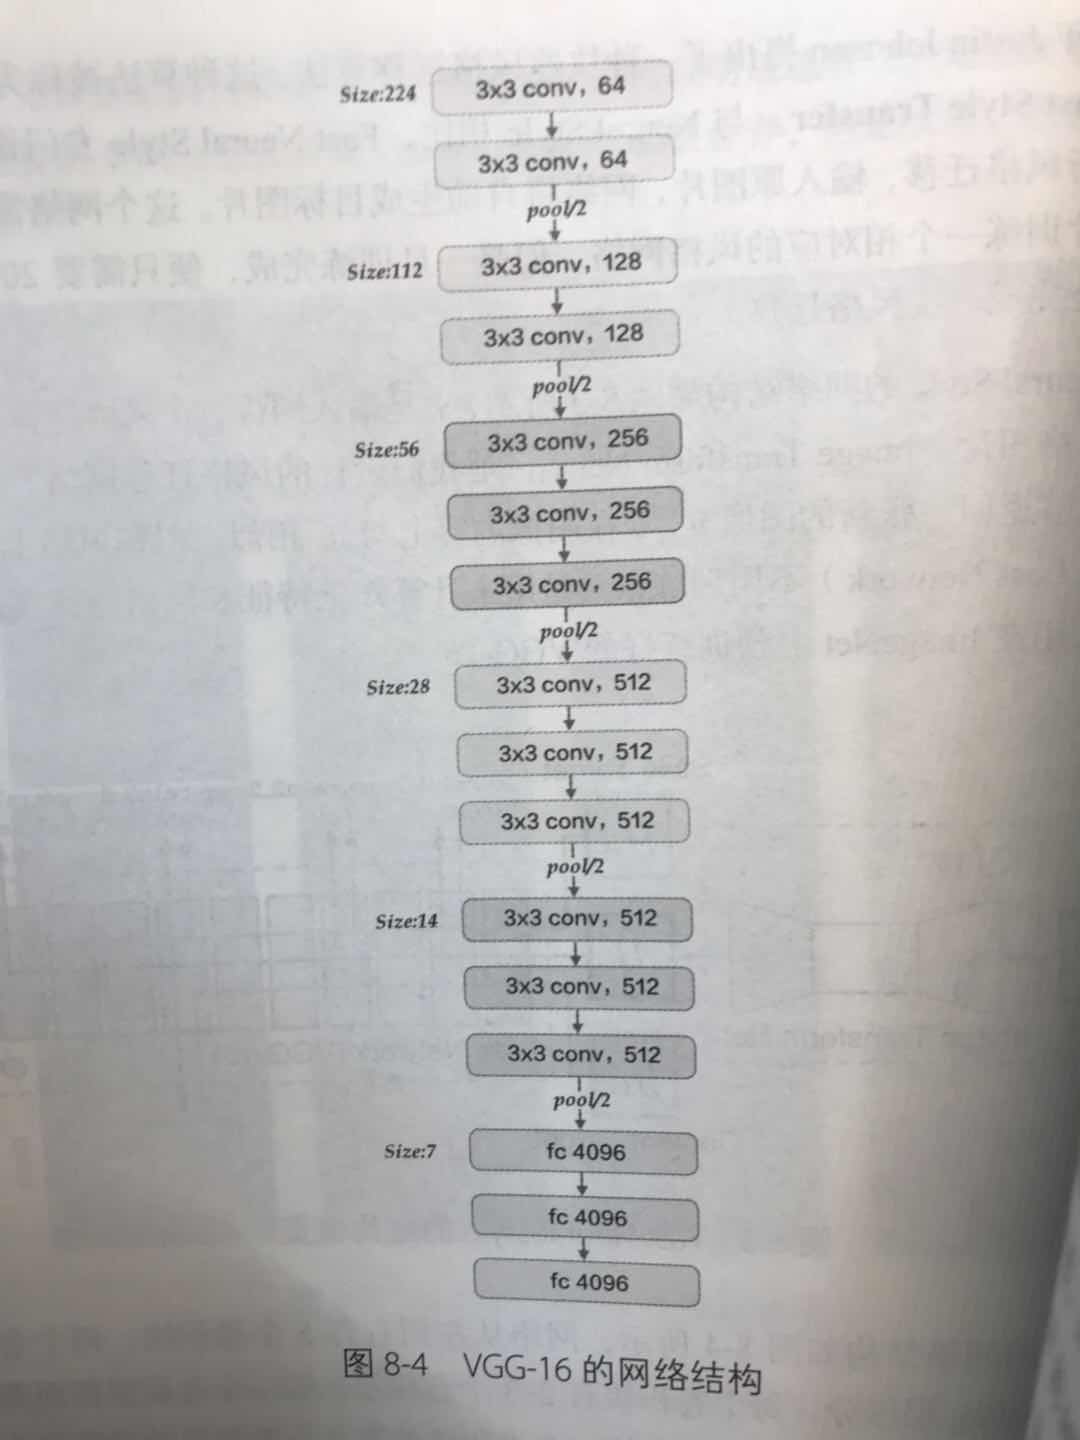 Size:224
3x3 conv, 64
3x3 conv, 64
pool/2
Size:112
3x3 conv, 128
3x3 conv, 128
pool/2
Size:56
3x3 conv, 256
3x3 conv, 256
3x3 conv, 256
pool/2
Size:28
3x3 conv, 512
3x3 conv, 512
3x3 conv, 512
pool/2
Size:14
3x3 conv, 512
3x3 conv, 512
3x3 conv, 512
pool/2
Size:7
fc 4096
fc 4096
fc 4096
图 8-4 VGG-16 的网络结构